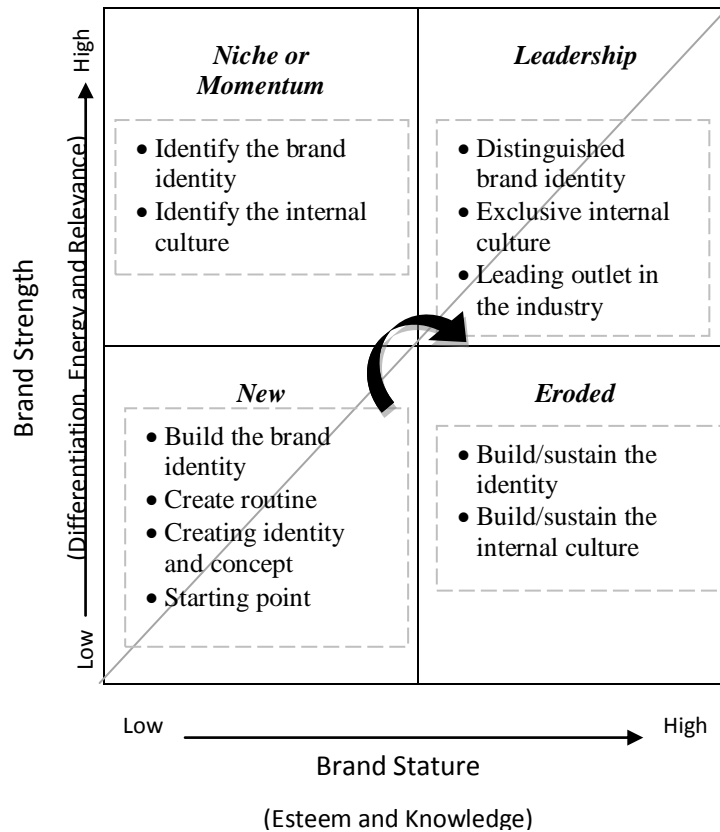 Niche or
Momentum
• Identify the brand
identity
• Identify the internal
culture
Leadership
• Distinguished
brand identity
• Exclusive internal
culture
• Leading outlet in
the industry
New
• Build the brand
identity
• Create routine
• Creating identity
and concept
• Starting point
Eroded
• Build/sustain the
identity
• Build/sustain the
internal culture
High
Low
Brand Strength
(Differentiation, Energy and Relevance)
Low
High
Brand Stature
(Esteem and Knowledge)